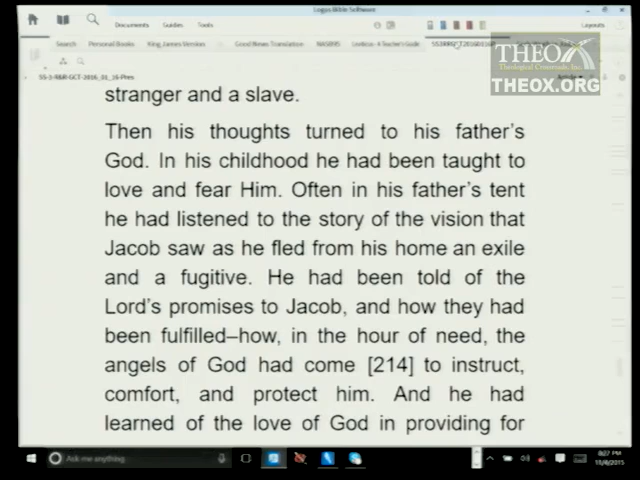 Logos Bible Software
Documents Guides Tools Layouts
Search Personal Books King James Version Good News Translation NASB95 Leviticus - A Teacher's Guide
THEOX
Theological Crossroads, Inc.
THEOX.ORG
stranger and a slave.
Then his thoughts turned to his father's
God. In his childhood he had been taught to
love and fear Him. Often in his father's tent
he had listened to the story of the vision that
Jacob saw as he fled from his home an exile
and a fugitive. He had been told of the
Lord's promises to Jacob, and how they had
been fulfilled–how, in the hour of need, the
angels of God had come [214] to instruct,
comfort, and protect him. And he had
learned of the love of God in providing for
Ask me anything